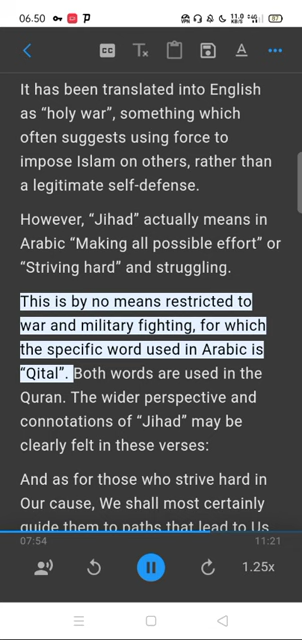 06.50
11.0
KB/S
87
CC
A
It has been translated into English
as “holy war”, something which
often suggests using force to
impose Islam on others, rather than
a legitimate self-defense.
However, “Jihad” actually means in
Arabic “Making all possible effort” or
“Striving hard” and struggling.
This is by no means restricted to
war and military fighting, for which
the specific word used in Arabic is
“Qital”. Both words are used in the
Quran. The wider perspective and
connotations of “Jihad” may be
clearly felt in these verses:
And as for those who strive hard in
Our cause, We shall most certainly
guide them to paths that lead to Us
07:54
11:21
1.25x